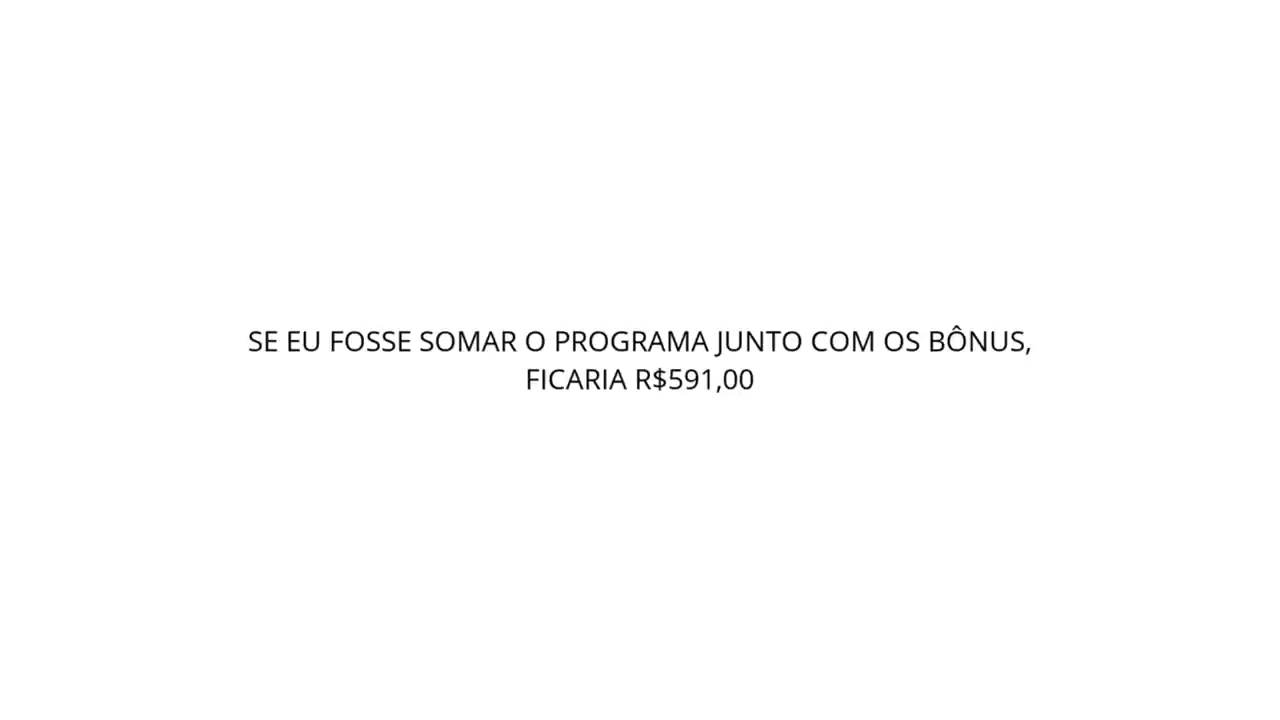 SE EU FOSSE SOMAR O PROGRAMA JUNTO COM OS BÔNUS,
FICARIA R$591,00